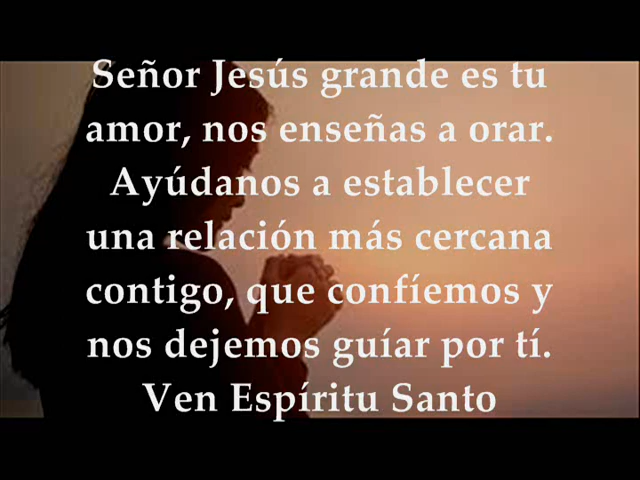 Señor Jesús grande es tu
amor, nos enseñas a orar.
Ayúdanos a establecer
una relación más cercana
contigo, que confíemos y
nos dejemos guíar por tí.
Ven Espíritu Santo